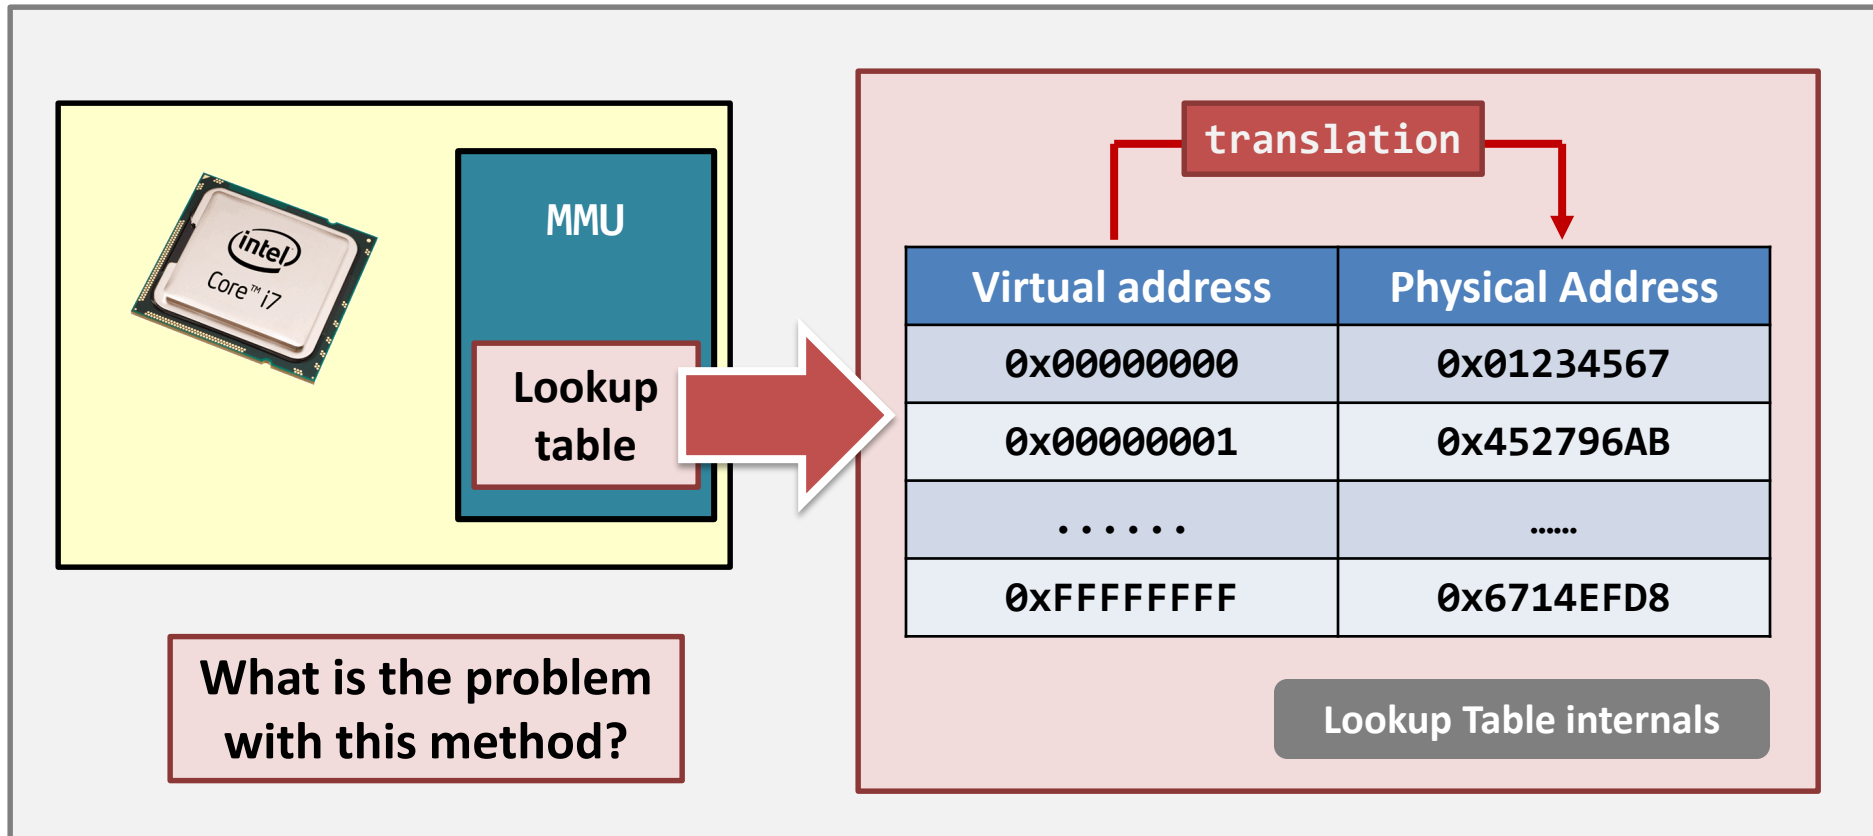 intel
Core™ i7
MMU
Lookup
table
What is the problem
with this method?
translation
Virtual address Physical Address
0x00000000 0x01234567
0x00000001 0x452796AB
...... ......
0xFFFFFFFF 0x6714EFD8
Lookup Table internals